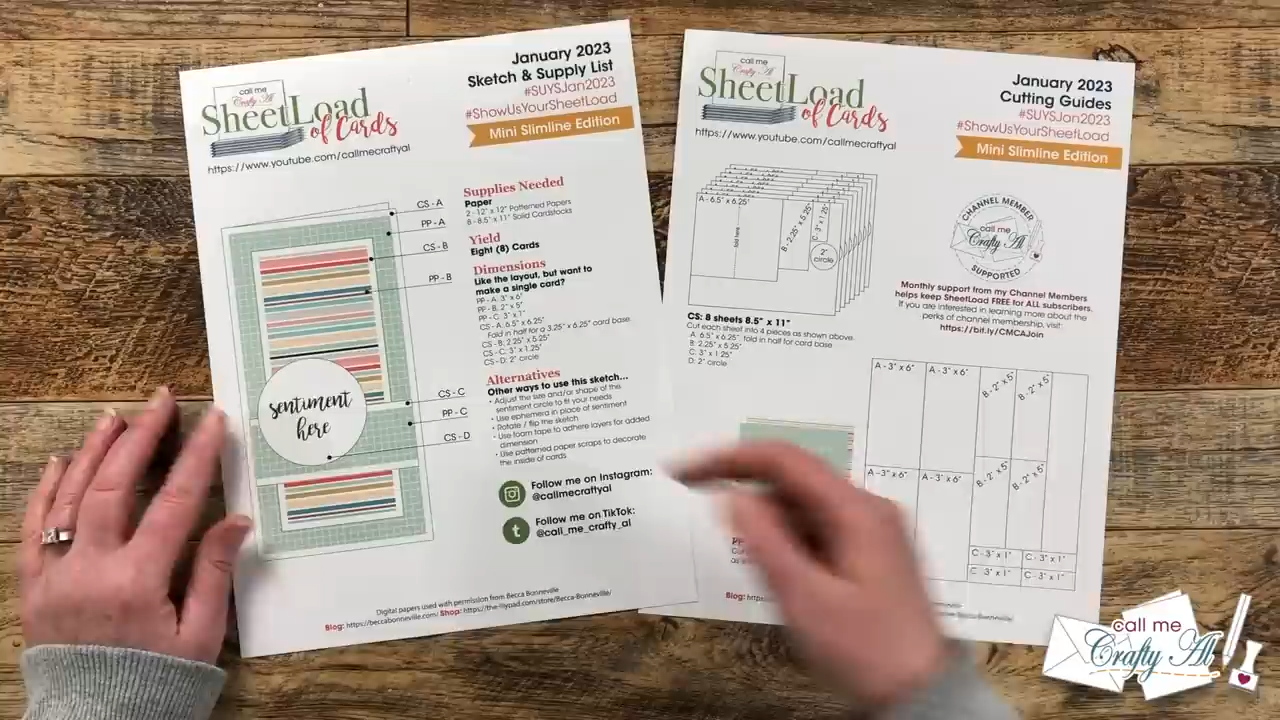 call me
Crafty Al
SheetLoad
of Cards
https://www.youtube.com/callmecraftyal
January 2023
Sketch & Supply List
#SUYSJan2023
#ShowUsYourSheetLoad
Mini Slimline Edition
CS - A
PP - A
CS - B
PP - B
CS - C
PP - C
CS - D
sentiment
here
Supplies Needed
Paper
2 - 12" x 12" Patterned Papers
8 - 8.5" x 11" Solid Cardstocks
Yield
Eight (8) Cards
Dimensions
Like the layout, but want to
make a single card?
PP - A: 3" x 6"
PP - B: 2" x 5"
PP - C: 3" x 1"
CS - A: 6.5" x 6.25"
Fold in half for a 3.25" x 6.25" card base
CS - B: 2.25" x 5.25"
CS - C: 3" x 1.25"
CS - D: 2" circle
Alternatives
Other ways to use this sketch...
• Adjust the size and/or shape of the
sentiment circle to fit your needs
• Use ephemera in place of sentiment
• Rotate / flip the sketch
• Use foam tape to adhere layers for added
dimension
• Use patterned paper scraps to decorate
the inside of cards
Follow me on Instagram:
@callmecraftyal
Follow me on TikTok:
@call_me_crafty_al
Digital papers used with permission from Becca Bonneville
Blog: https://beccabonneville.com/ Shop: https://the-lilypad.com/store/Becca-Bonneville/
call me
Crafty Al
SheetLoad
of Cards
https://www.youtube.com/callmecraftyal
January 2023
Cutting Guides
#SUYSJan2023
#ShowUsYourSheetLoad
Mini Slimline Edition
A - 6.5" x 6.25"
fold here
B - 2.25" x 5.25"
C - 3" x 1.25"
2"
circle
CS: 8 sheets 8.5" x 11"
Cut each sheet into 4 pieces as shown above
A: 6.5" x 6.25" fold in half for card base
B: 2.25" x 5.25"
C: 3" x 1.25"
D: 2" circle
CHANNEL MEMBER
call me
Crafty Al
SUPPORTED
Monthly support from my Channel Members
helps keep SheetLoad FREE for ALL subscribers.
If you are interested in learning more about the
perks of channel membership, visit:
https://bit.ly/CMCAJoin
A - 3" x 6"
A - 3" x 6"
B - 2" x 5"
B - 2" x 5"
A - 3" x 6"
A - 3" x 6"
B - 2" x 5"
B - 2" x 5"
C - 3" x 1"
C - 3" x 1"
C - 3" x 1"
C - 3" x 1"
PP
Blog:
call me
Crafty Al